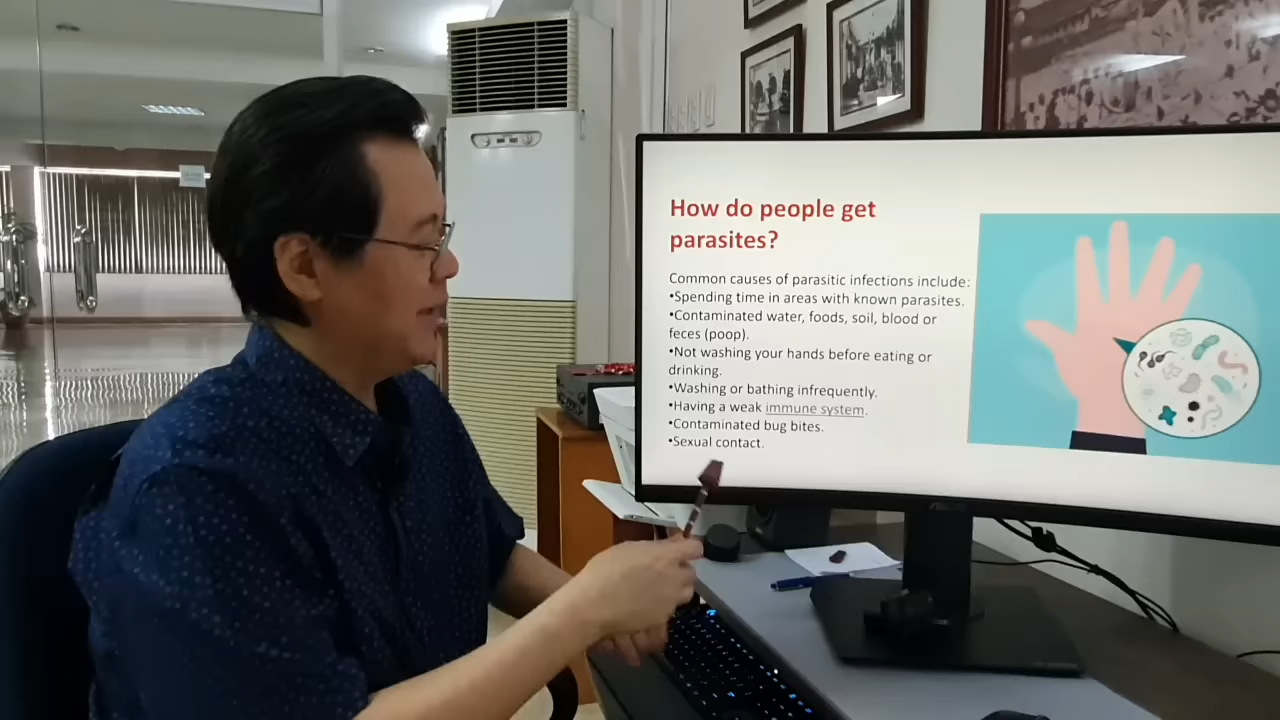 How do people get
parasites?
Common causes of parasitic infections include:
•Spending time in areas with known parasites.
•Contaminated water, foods, soil, blood or
feces (poop).
•Not washing your hands before eating or
drinking.
•Washing or bathing infrequently.
•Having a weak immune system.
•Contaminated bug bites.
•Sexual contact.